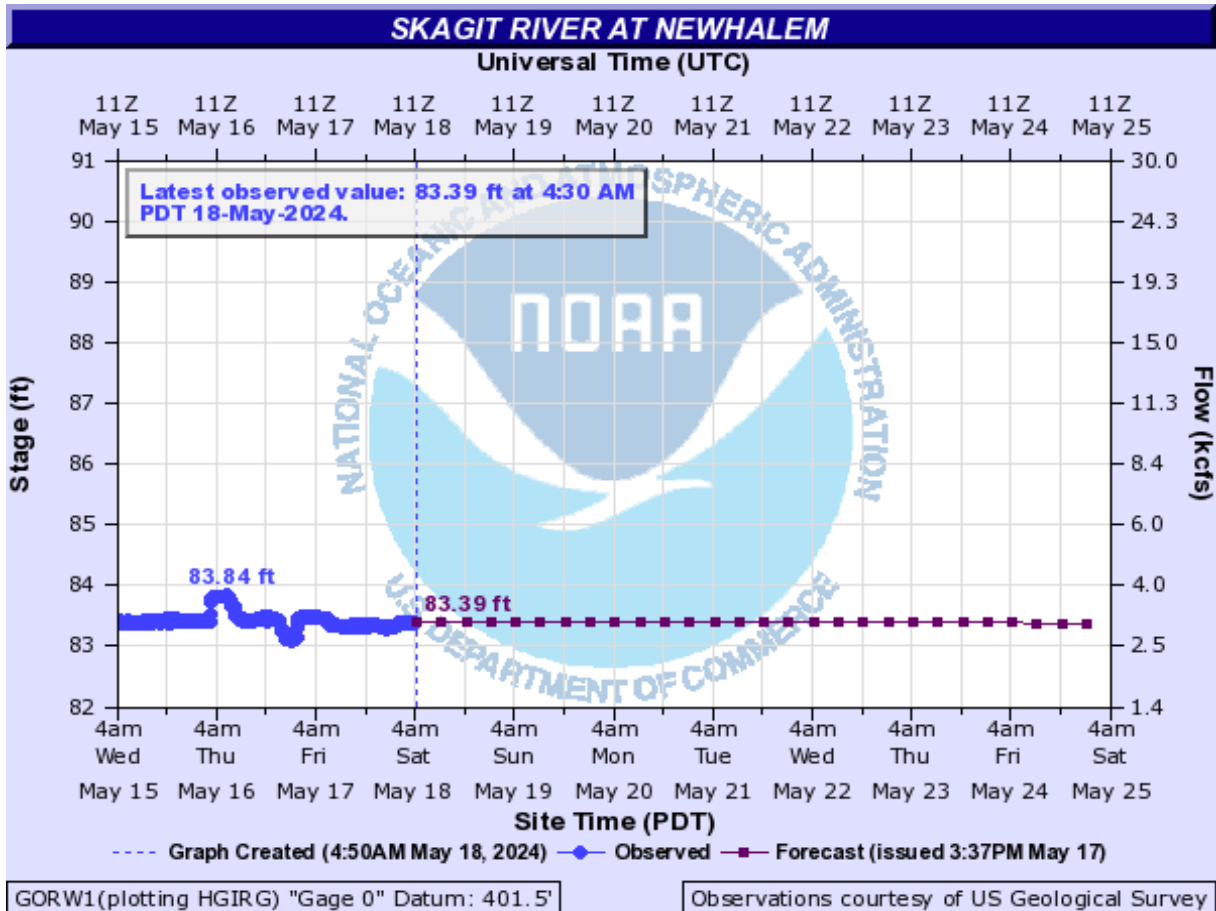 SKAGIT RIVER AT NEWHALEM
Universal Time (UTC)
11Z 11Z 11Z 11Z 11Z 11Z 11Z 11Z 11Z 11Z 11Z
May 15 May 16 May 17 May 18 May 19 May 20 May 21 May 22 May 23 May 24 May 25
91 30.0
Latest observed value: 83.39 ft at 4:30 AM
PDT 18-May-2024.
90 24.3
89 19.3
88 15.0
87 11.3
86 8.4
85 6.0
84 4.0
83 2.5
82 1.4
Stage (ft)
Flow (kcfs)
NATIONAL OCEANIC AND ATMOSPHERIC ADMINISTRATION
NOAA
U.S. DEPARTMENT OF COMMERCE
83.84 ft
83.39 ft
4am 4am 4am 4am 4am 4am 4am 4am 4am 4am 4am
Wed Thu Fri Sat Sun Mon Tue Wed Thu Fri Sat
May 15 May 16 May 17 May 18 May 19 May 20 May 21 May 22 May 23 May 24 May 25
Site Time (PDT)
Graph Created (4:50AM May 18, 2024) Observed Forecast (issued 3:37PM May 17)
GORW1(plotting HGIRG) "Gage 0" Datum: 401.5'
Observations courtesy of US Geological Survey